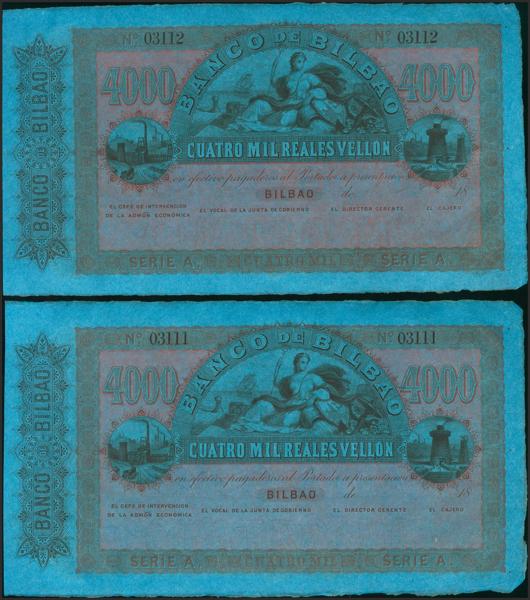 BANCO DE BILBAO
Nº 03112 Nº 03112
BANCO DE BILBAO
4000 4000
CUATRO MIL REALES VELLON
en efectivo pagaderos al Portador a presentacion
BILBAO de 18
EL GEFE DE INTERVENCION
DE LA ADMON ECONOMICA
EL VOCAL DE LA JUNTA DE GOBIERNO
EL DIRECTOR GERENTE
EL CAJERO
SERIE A. CUATRO MIL SERIE A.
BANCO DE BILBAO
Nº 03111 Nº 03111
BANCO DE BILBAO
4000 4000
CUATRO MIL REALES VELLON
en efectivo pagaderos al Portador a presentacion
BILBAO de 18
EL GEFE DE INTERVENCION
DE LA ADMON ECONOMICA
EL VOCAL DE LA JUNTA DE GOBIERNO
EL DIRECTOR GERENTE
EL CAJERO
SERIE A. CUATRO MIL SERIE A.